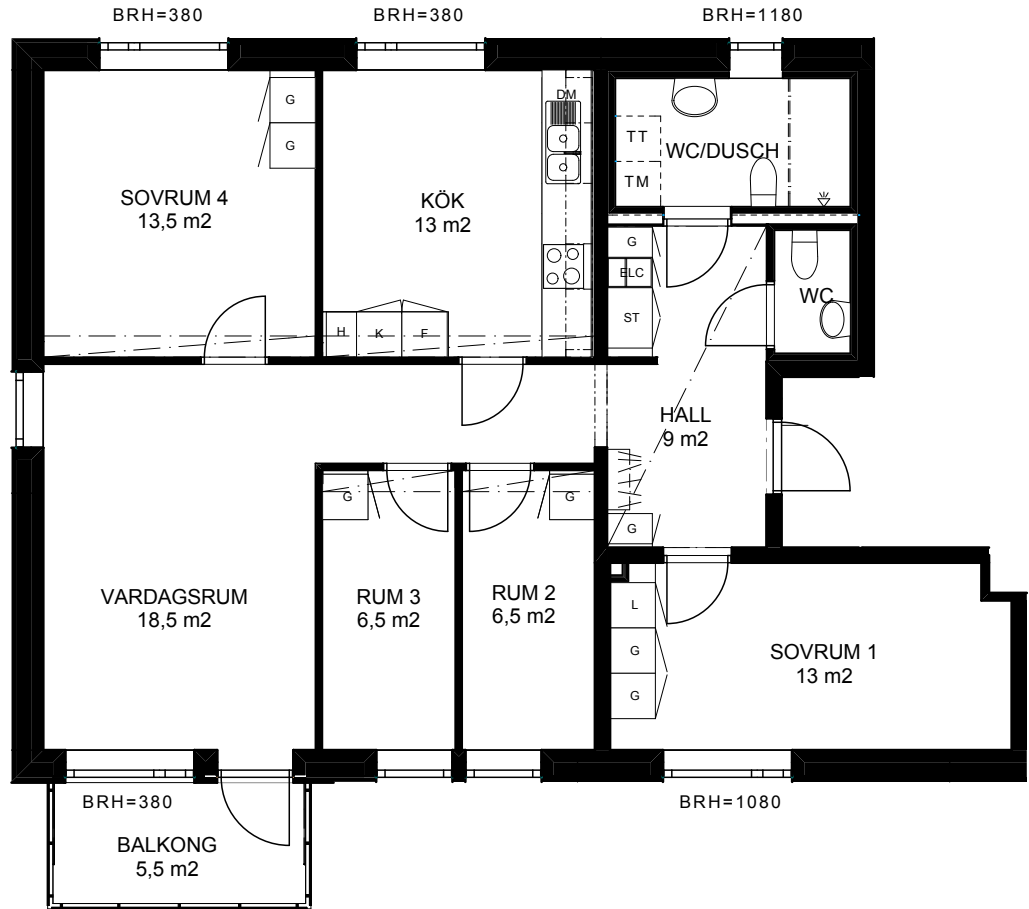 BRH=380
BRH=380
BRH=1180
G
G
SOVRUM 4
13,5 m2
DM
KÖK
13 m2
H
K
F
TT
TM
WC/DUSCH
G
ELC
ST
WC
HALL
9 m2
G
G
G
VARDAGSRUM
18,5 m2
RUM 3
6,5 m2
RUM 2
6,5 m2
L
G
G
SOVRUM 1
13 m2
BRH=380
BRH=1080
BALKONG
5,5 m2